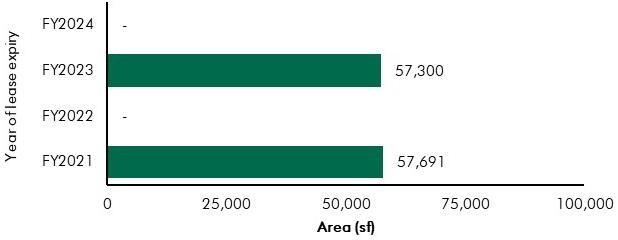 Year of lease expiry
FY2024 -
FY2023 57,300
FY2022 -
FY2021 57,691
0 25,000 50,000 75,000 100,000
Area (sf)